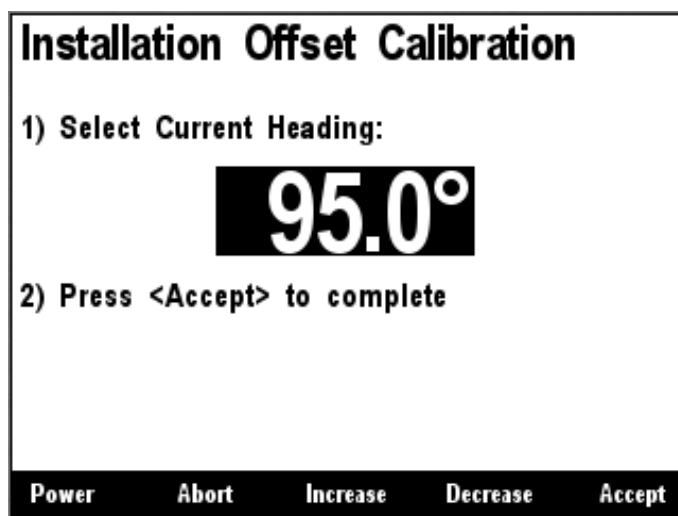 Installation Offset Calibration
1) Select Current Heading:
95.0°
2) Press <Accept> to complete
Power Abort Increase Decrease Accept